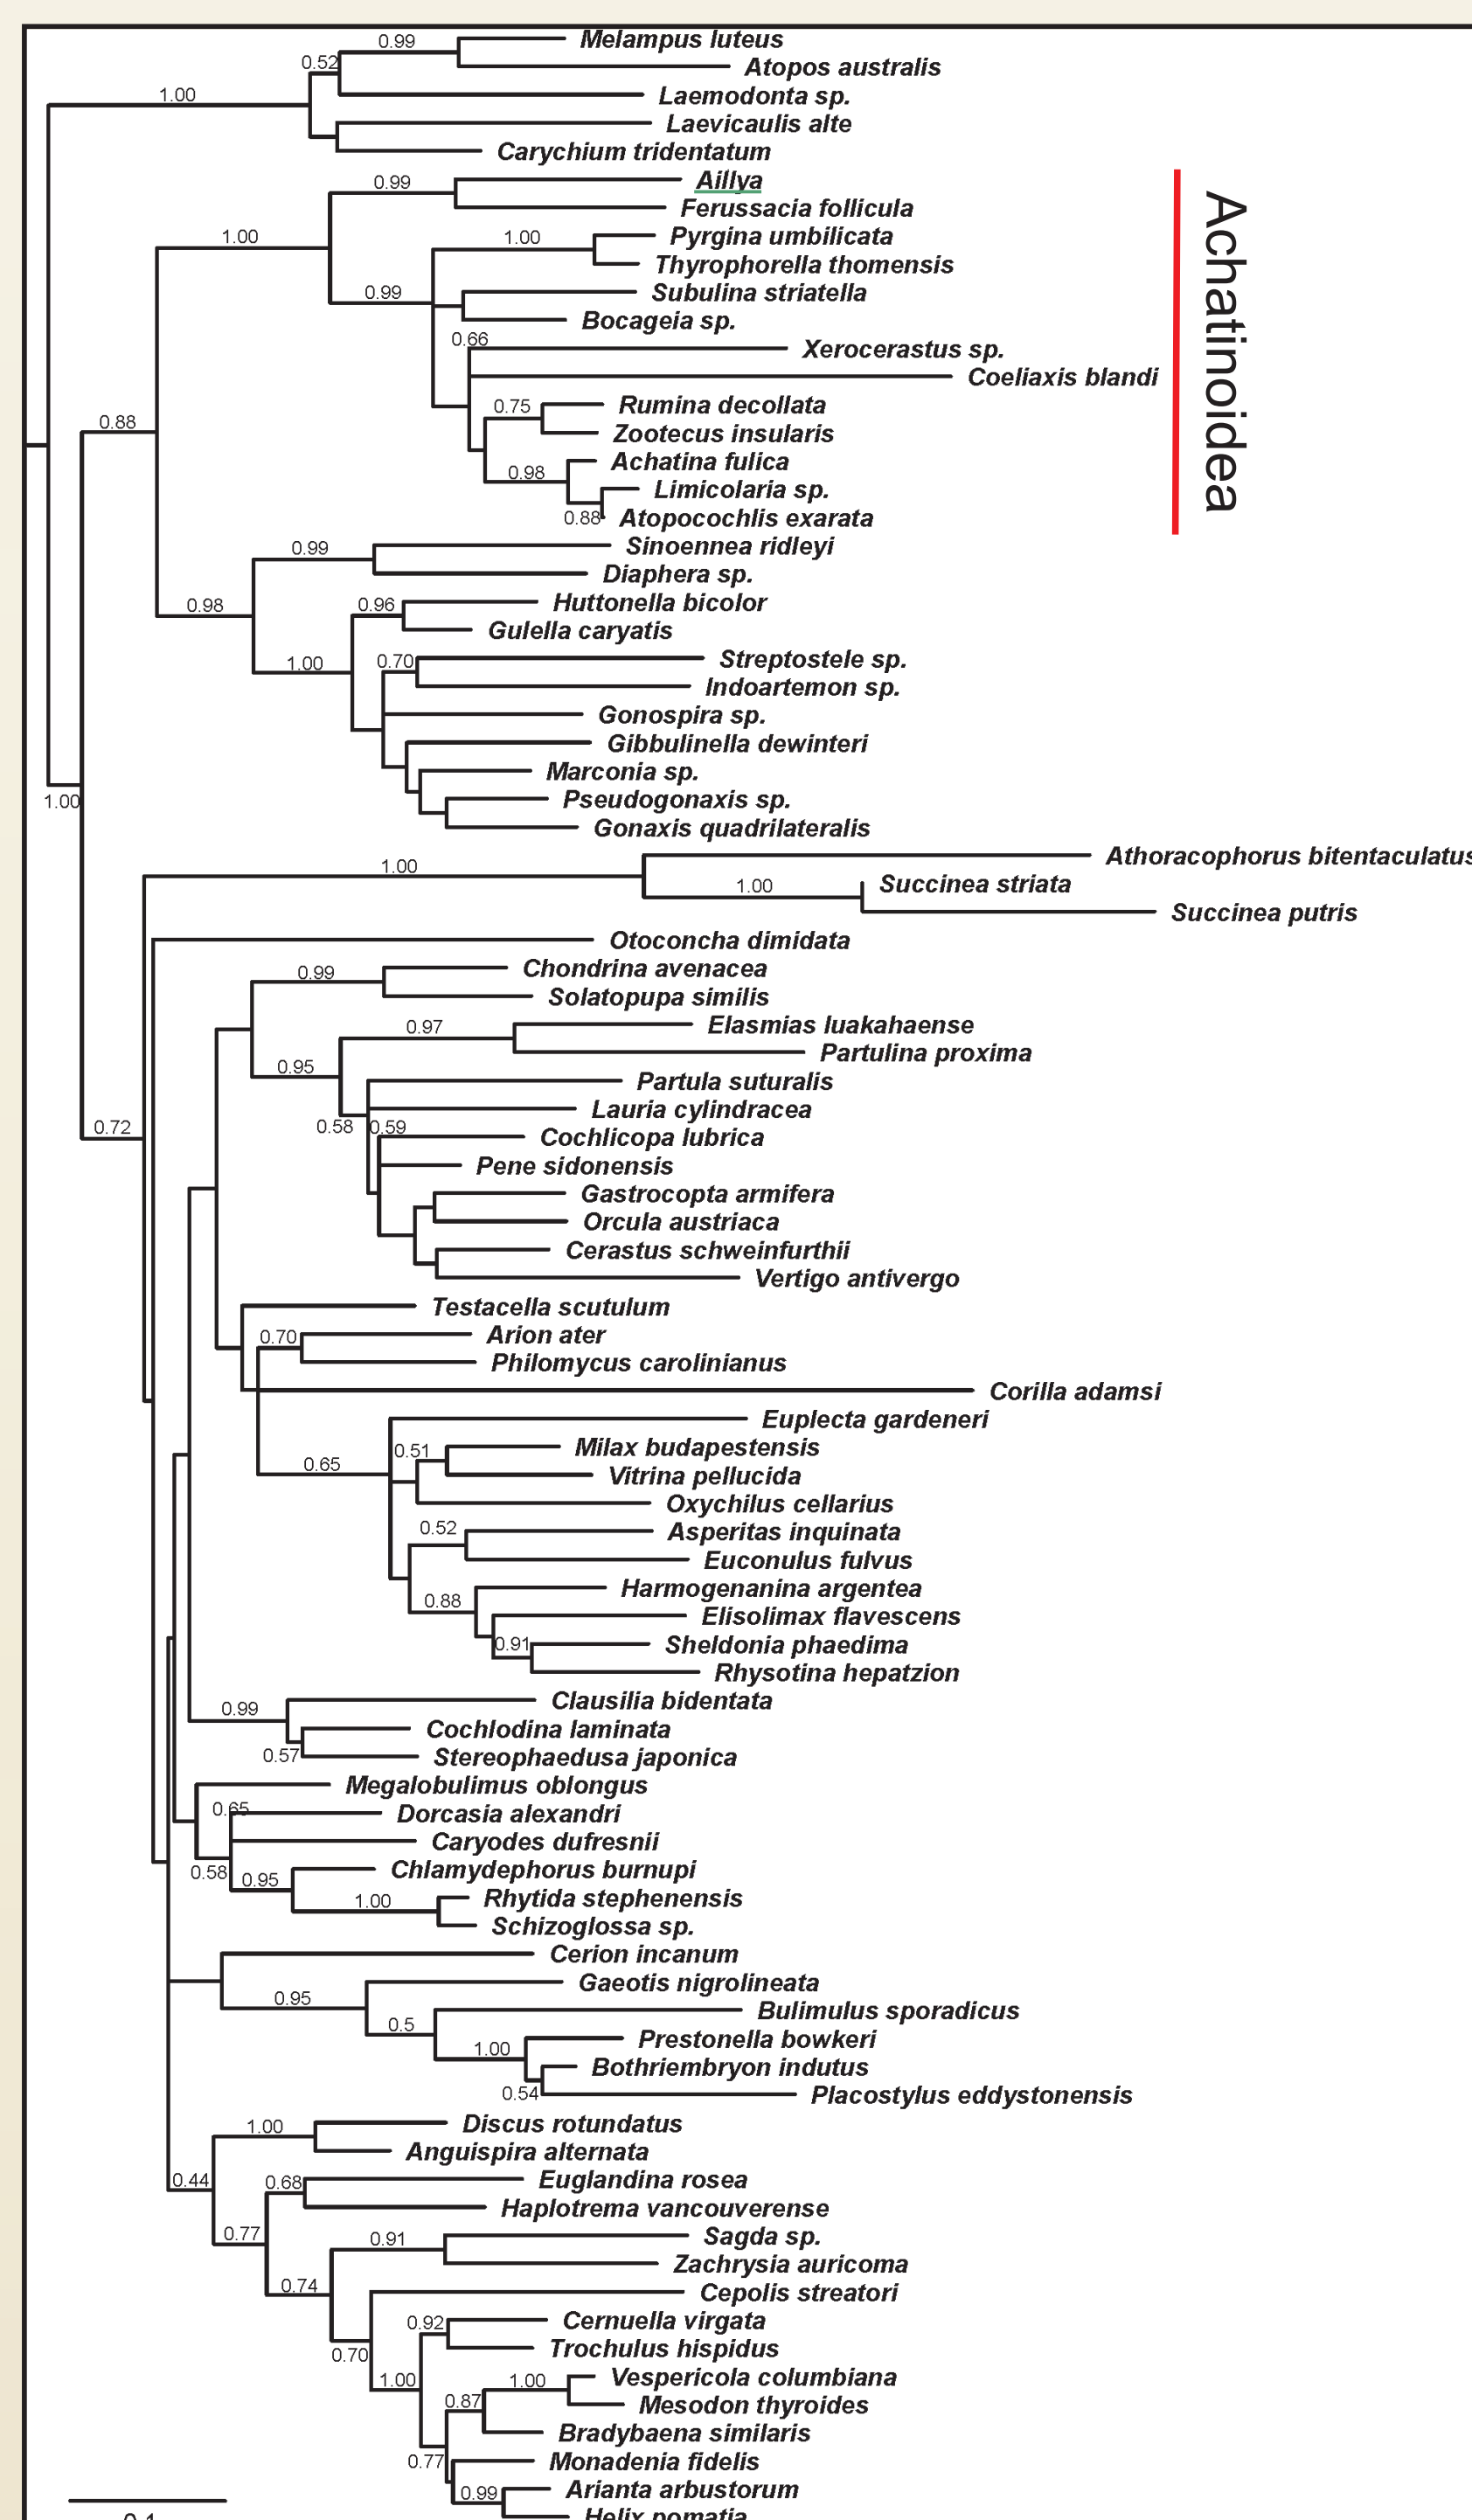 0.99 Melampus luteus
0.52 Atopos australis
1.00 Laemodonta sp.
Laevicaulis alte
Carychium tridentatum
0.99 Aillya
Ferussacia follicula
1.00 1.00 Pyrgina umbilicata
Thyrophorella thomensis
0.99 Subulina striatella
Bocageia sp.
0.66 Xerocerastus sp.
Coeliaxis blandi
0.88 0.75 Rumina decollata
Zootecus insularis
0.98 Achatina fulica
Limicolaria sp.
0.88 Atopocochlis exarata
Achatinoidea
0.99 Sinoennea ridleyi
Diaphera sp.
0.98 0.96 Huttonella bicolor
Gulella caryatis
1.00 0.70 Streptostele sp.
Indoartemon sp.
Gonospira sp.
Gibbulinella dewinteri
Marconia sp.
1.00 Pseudogonaxis sp.
Gonaxis quadrilateralis
1.00 Athoracophorus bitentaculatus
1.00 Succinea striata
Succinea putris
Otoconcha dimidata
0.99 Chondrina avenacea
Solatopupa similis
0.97 Elasmias luakahaense
Partulina proxima
0.95 Partula suturalis
Lauria cylindracea
0.72 0.58 0.59 Cochlicopa lubrica
Pene sidonensis
Gastrocopta armifera
Orcula austriaca
Cerastus schweinfurthii
Vertigo antivergo
Testacella scutulum
0.70 Arion ater
Philomycus carolinianus
Corilla adamsi
Euplecta gardeneri
0.65 0.51 Milax budapestensis
Vitrina pellucida
Oxychilus cellarius
0.52 Asperitas inquinata
Euconulus fulvus
0.88 Harmogenanina argentea
Elisolimax flavescens
0.91 Sheldonia phaedima
Rhysotina hepatzion
0.99 Clausilia bidentata
Cochlodina laminata
0.57 Stereophaedusa japonica
Megalobulimus oblongus
0.65 Dorcasia alexandri
Caryodes dufresnii
0.58 0.95 Chlamydephorus burnupi
1.00 Rhytida stephenensis
Schizoglossa sp.
Cerion incanum
0.95 Gaeotis nigrolineata
0.5 Bulimulus sporadicus
1.00 Prestonella bowkeri
Bothriembryon indutus
0.54 Placostylus eddystonensis
1.00 Discus rotundatus
Anguispira alternata
0.44 0.68 Euglandina rosea
Haplotrema vancouverense
0.77 0.91 Sagda sp.
Zachrysia auricoma
0.74 Cepolis streatori
0.92 Cernuella virgata
0.70 Trochulus hispidus
1.00 1.00 Vespericola columbiana
0.87 Mesodon thyroides
Bradybaena similaris
0.77 Monadenia fidelis
0.99 Arianta arbustorum
Helix pomatia
0.1